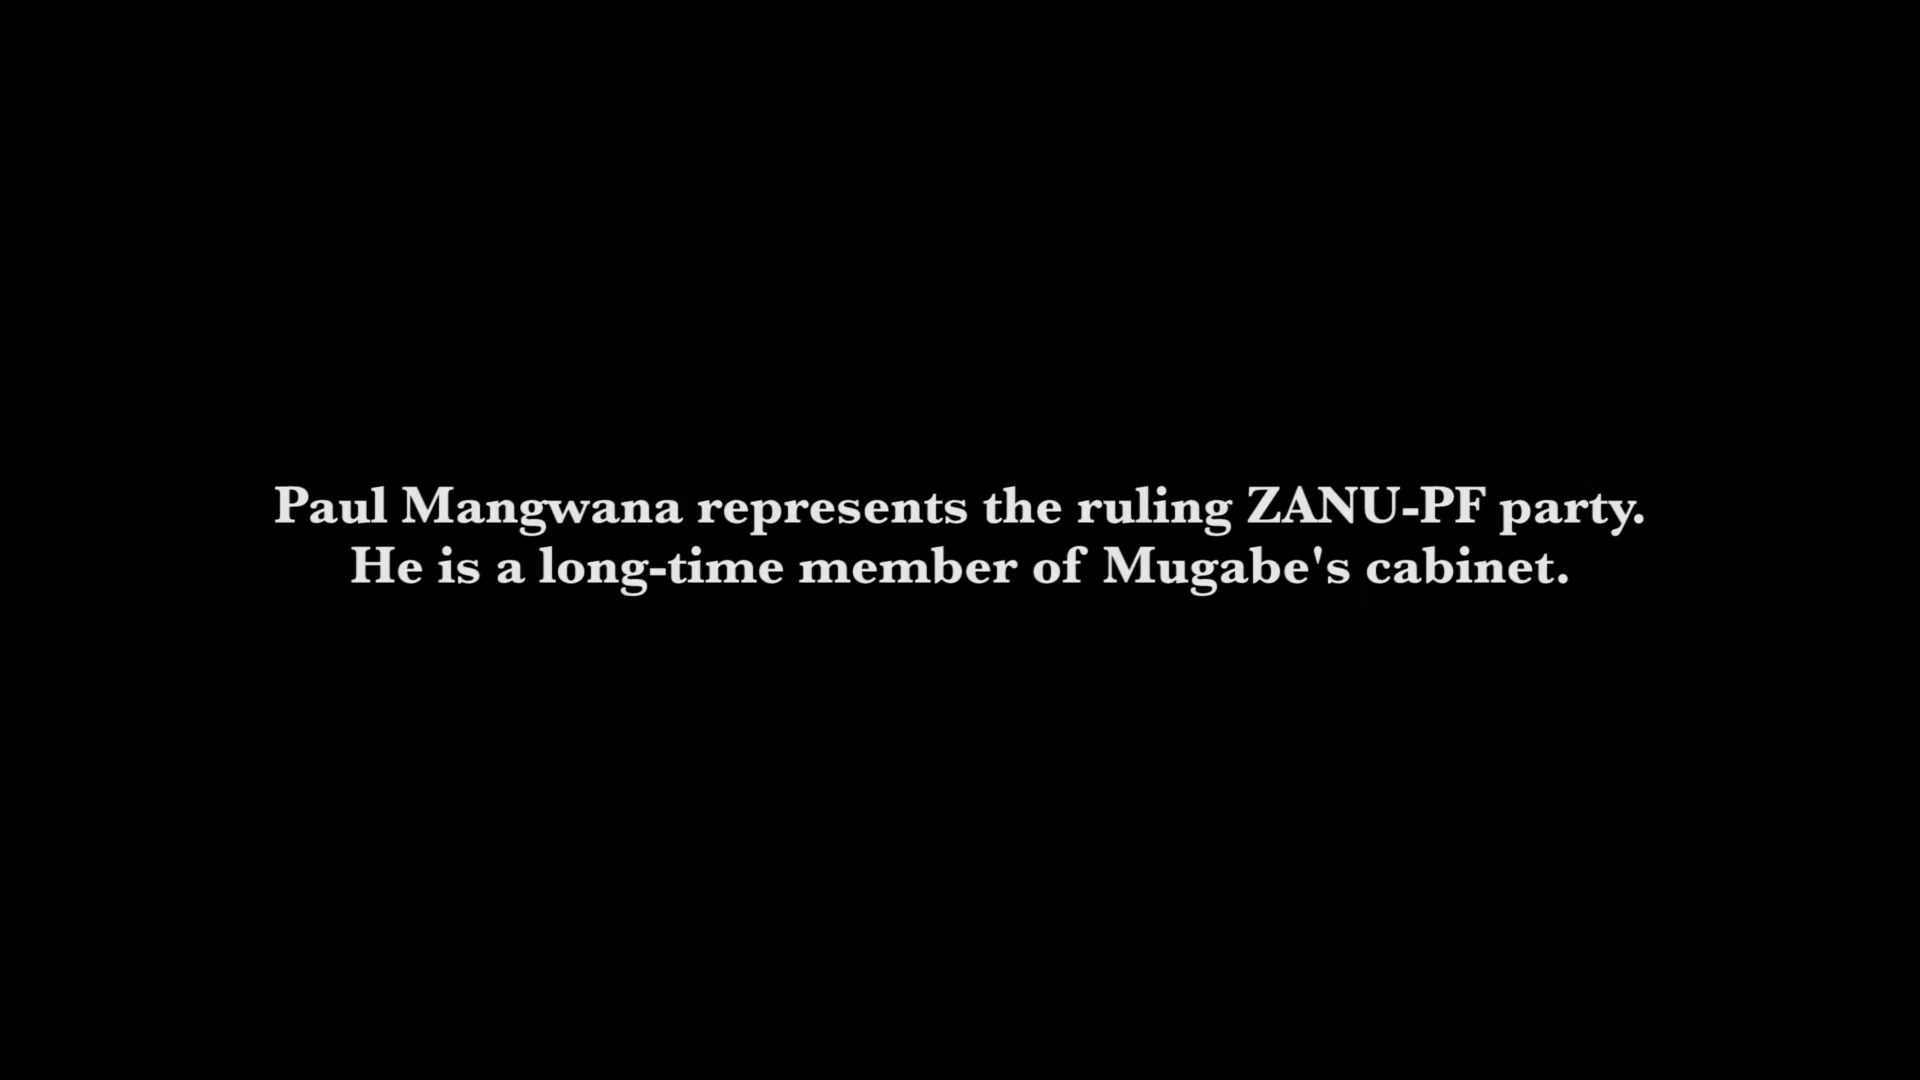 Paul Mangwana represents the ruling ZANU-PF party.
He is a long-time member of Mugabe's cabinet.